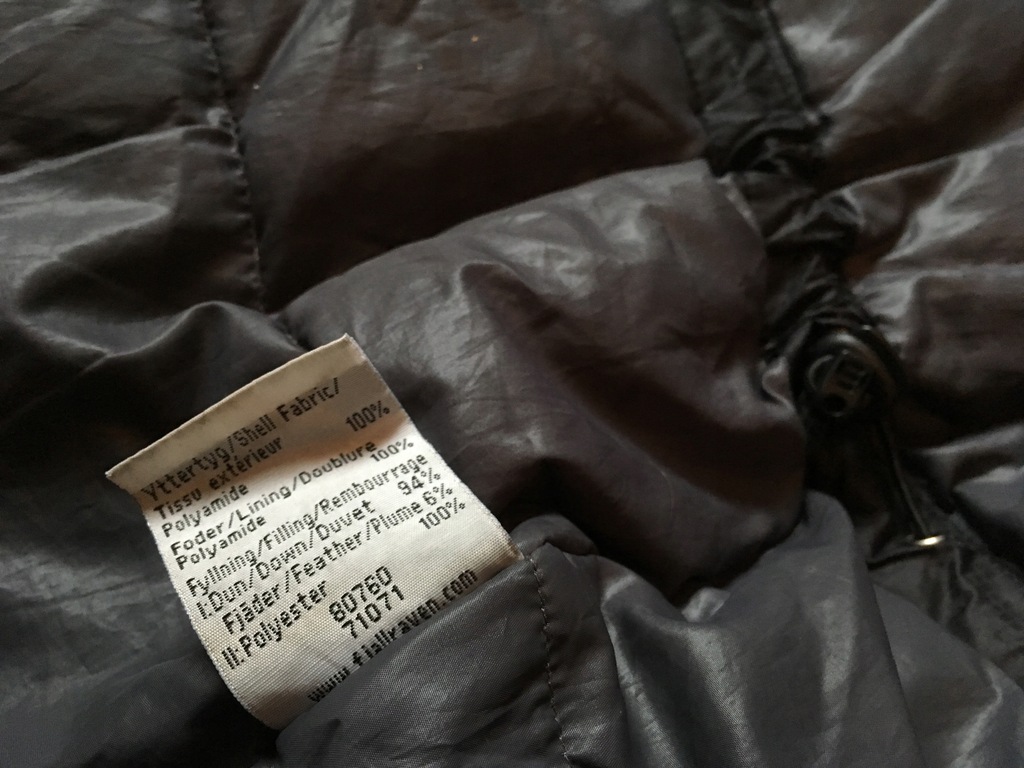 Yttertyg/Shell Fabric/
Tissu extérieur
Polyamide 100%
Foder/Lining/Doublure
Polyamide 100%
Fyllning/Filling/Rembourrage
I:Dun/Down/Duvet 94%
Fjäder/Feather/Plume 6%
II:Polyester 100%
80760
71071
www.fjallraven.com